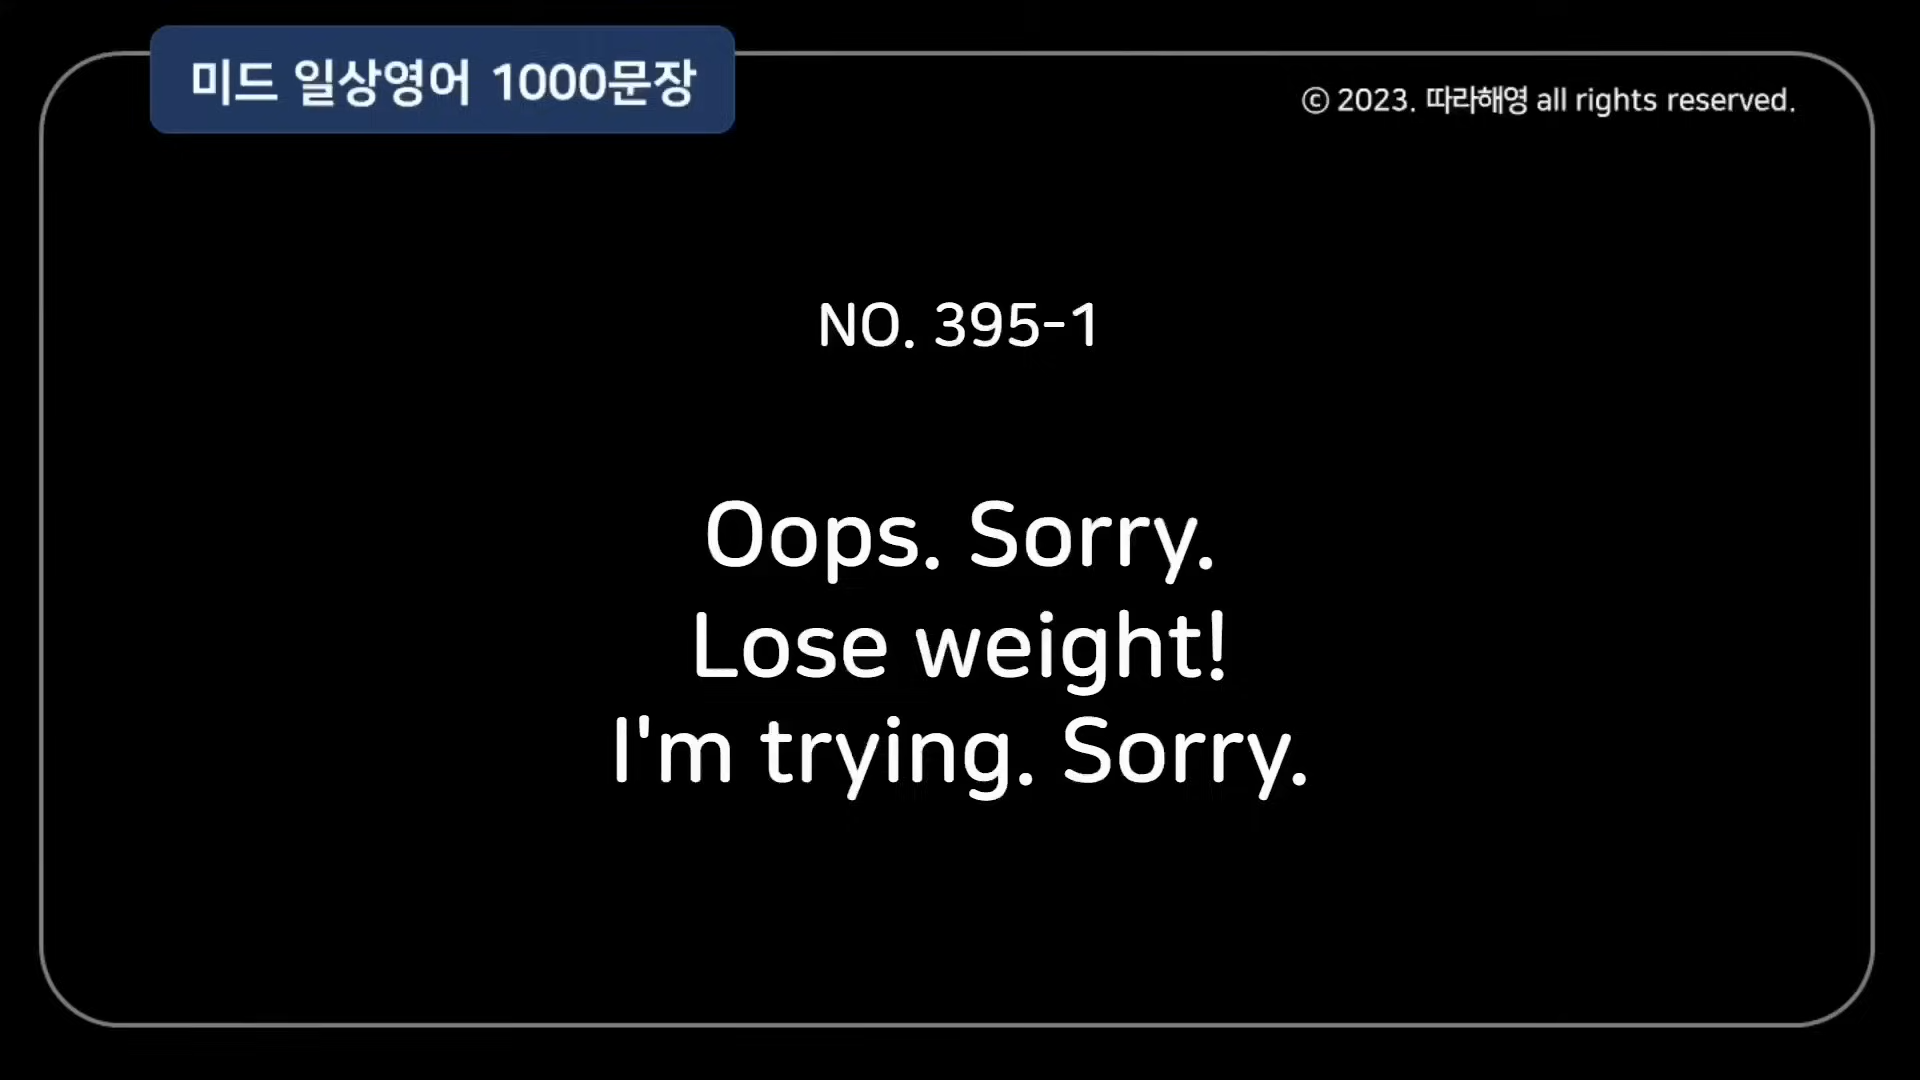 미드 일상영어 1000문장
ⓒ 2023. 따라해영 all rights reserved.
NO. 395-1
Oops. Sorry.
Lose weight!
I'm trying. Sorry.